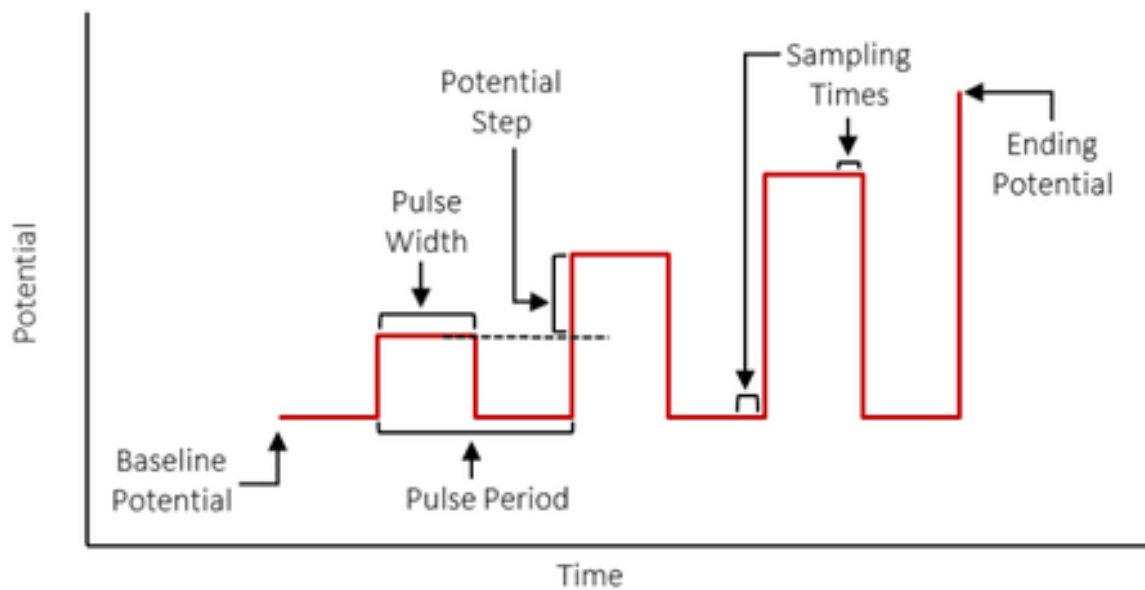 Sampling
Times
Potential
Step
Ending
Potential
Pulse
Width
Potential
Baseline
Potential
Pulse Period
Time